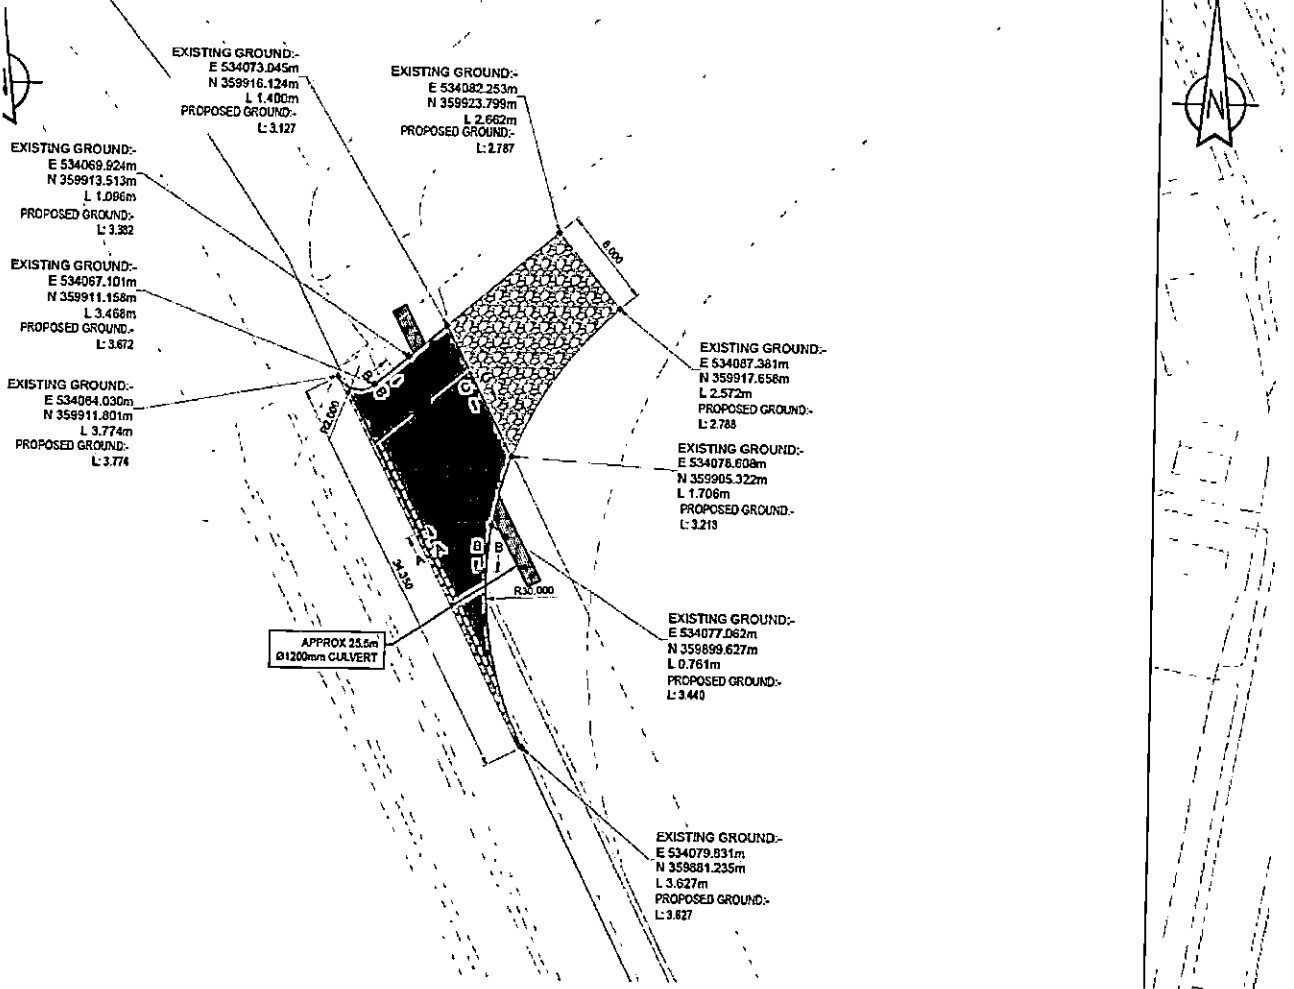 EXISTING GROUND:-
E 534073.045m
N 359916.124m
L 1.400m
PROPOSED GROUND:-
L: 3.127
EXISTING GROUND:-
E 534082.253m
N 359923.799m
L 2.662m
PROPOSED GROUND:-
L: 2.787
EXISTING GROUND:-
E 534069.924m
N 359913.513m
L 1.096m
PROPOSED GROUND:-
L: 3.382
EXISTING GROUND:-
E 534067.101m
N 359911.158m
L 3.468m
PROPOSED GROUND:-
L: 3.672
EXISTING GROUND:-
E 534064.030m
N 359911.801m
L 3.774m
PROPOSED GROUND:-
L: 3.774
N
6.000
EXISTING GROUND:-
E 534087.381m
N 359917.658m
L 2.572m
PROPOSED GROUND:-
L: 2.788
EXISTING GROUND:-
E 534078.608m
N 359905.322m
L 1.706m
PROPOSED GROUND:-
L: 3.213
B
B
C
A
A
B
B
34.350
R30.000
APPROX 25.5m
Ø1200mm CULVERT
EXISTING GROUND:-
E 534077.062m
N 359899.627m
L 0.761m
PROPOSED GROUND:-
L: 3.440
EXISTING GROUND:-
E 534079.831m
N 359881.235m
L 3.627m
PROPOSED GROUND:-
L: 3.627